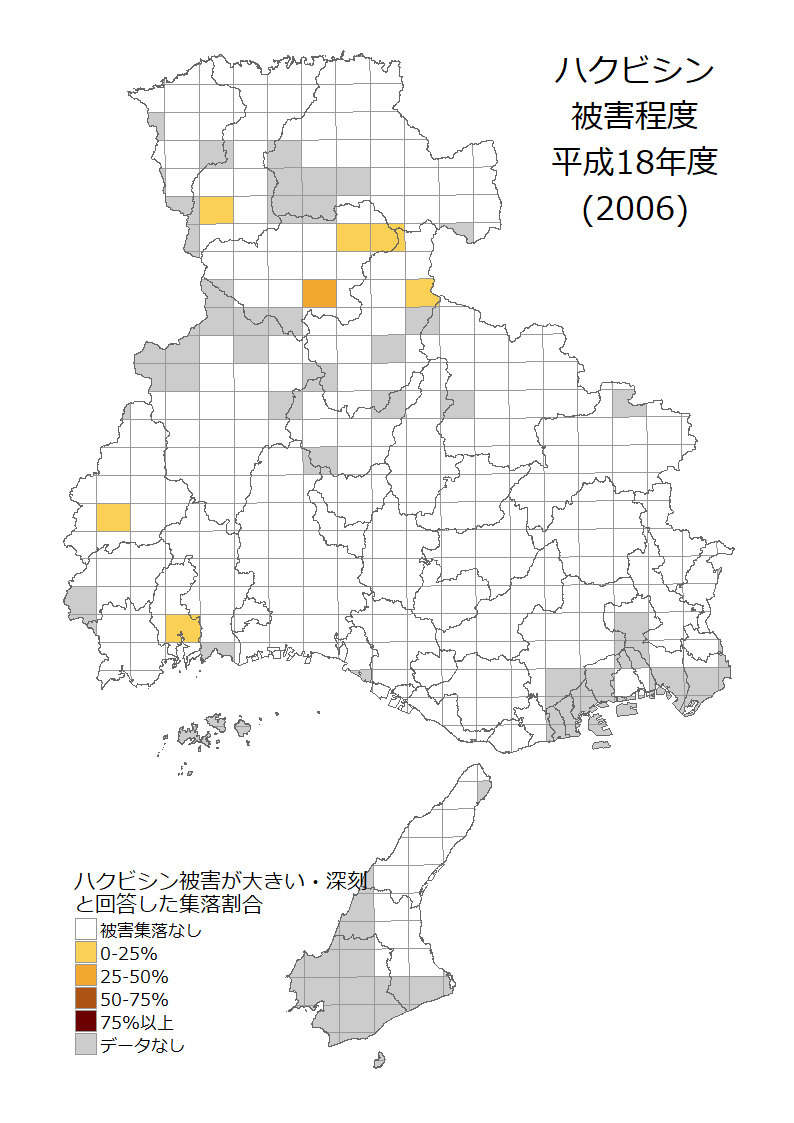 ハクビシン
被害程度
平成18年度
(2006)
ハクビシン被害が大きい・深刻
と回答した集落割合
被害集落なし
0-25%
25-50%
50-75%
75%以上
データなし